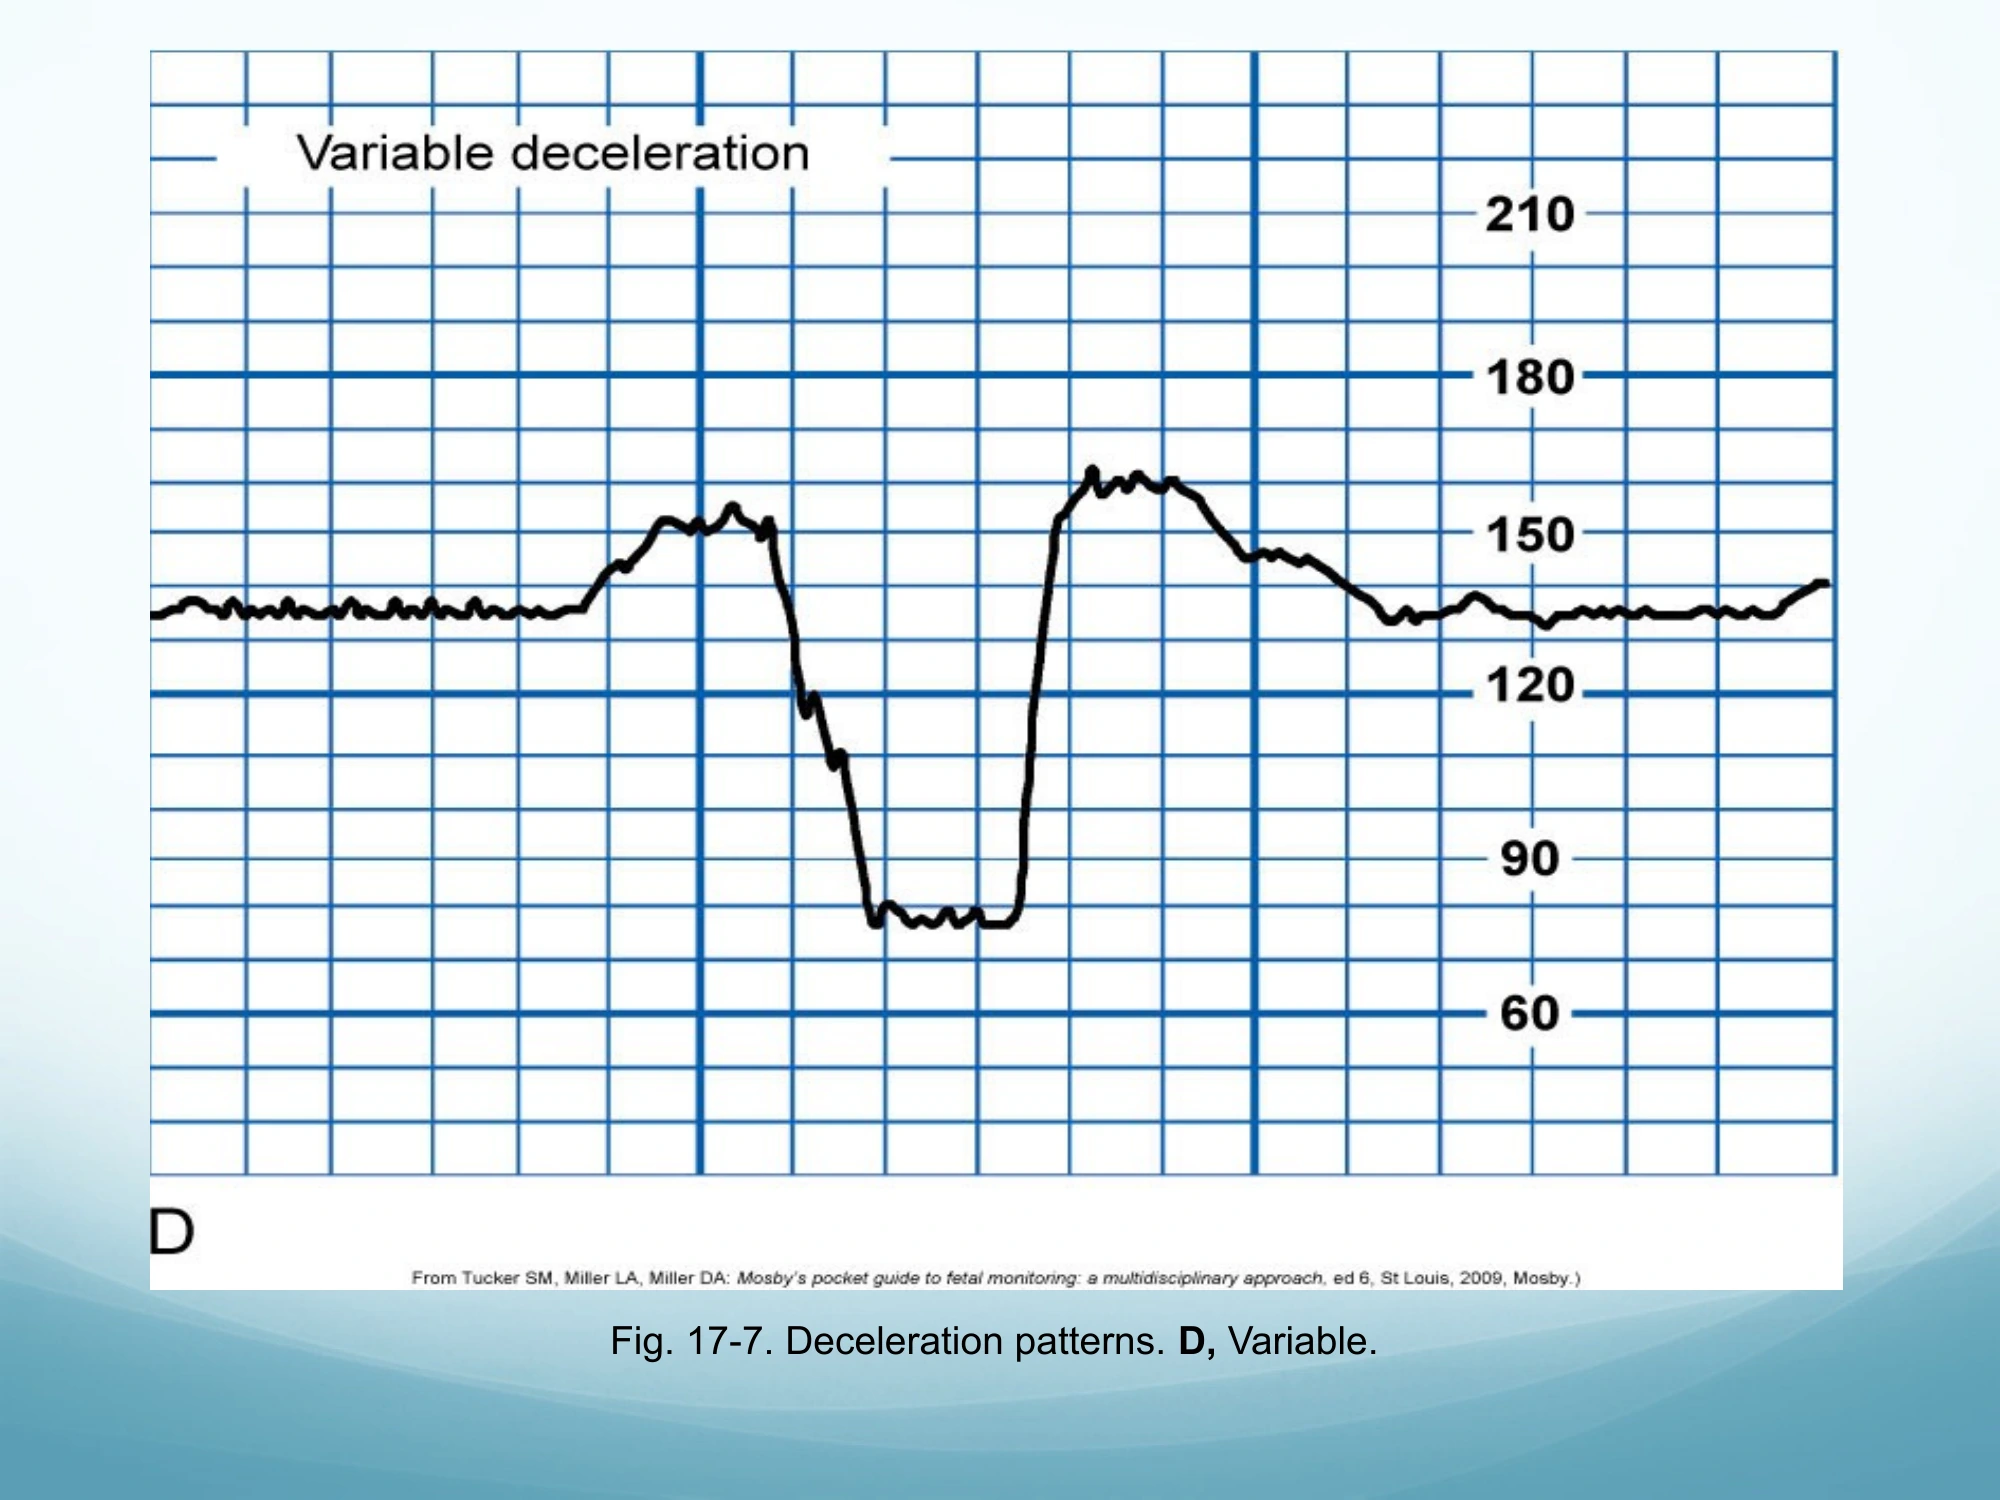 Variable deceleration
210
180
150
120
90
60
D
From Tucker SM, Miller LA, Miller DA: Mosby's pocket guide to fetal monitoring: a multidisciplinary approach, ed 6, St Louis, 2009, Mosby.)
Fig. 17-7. Deceleration patterns. D, Variable.